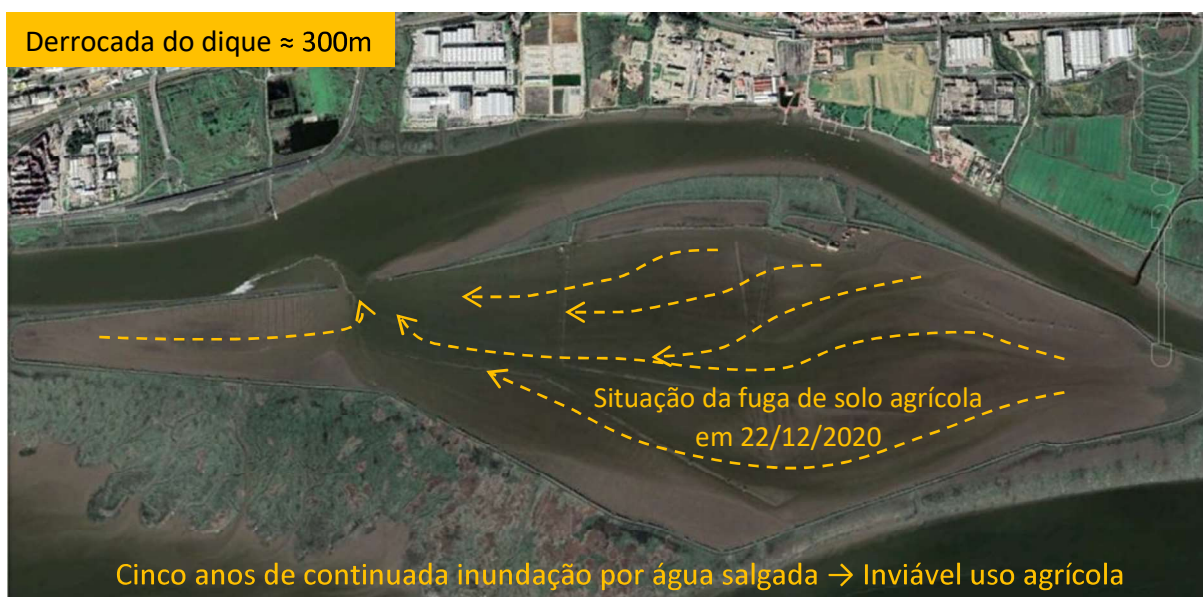 Derrocada do dique ≈ 300m
Situação da fuga de solo agrícola
em 22/12/2020
Cinco anos de continuada inundação por água salgada → Inviável uso agrícola